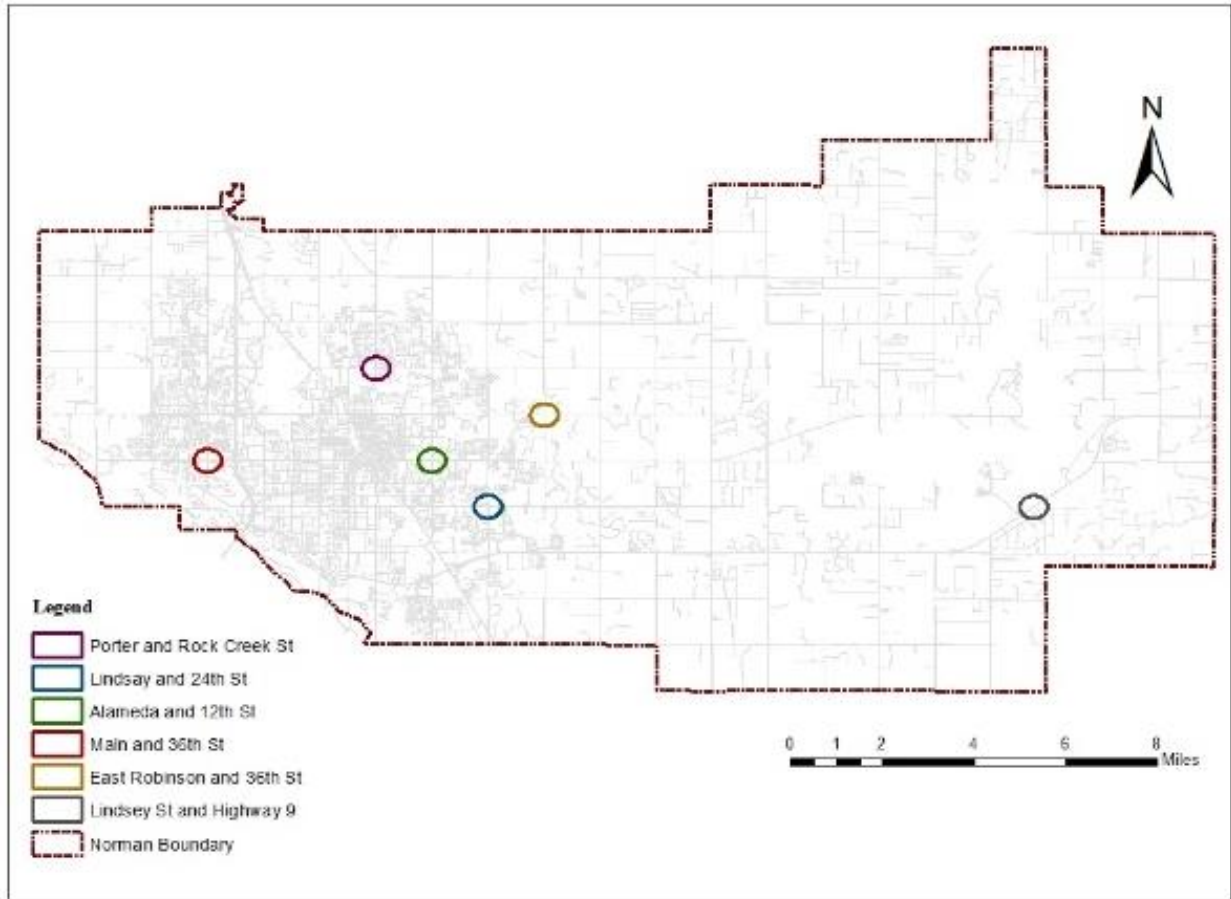 N
Legend
Porter and Rock Creek St
Lindsay and 24th St
Alameda and 12th St
Main and 36th St
East Robinson and 36th St
Lindsey St and Highway 9
Norman Boundary
0 1 2 4 6 8
Miles